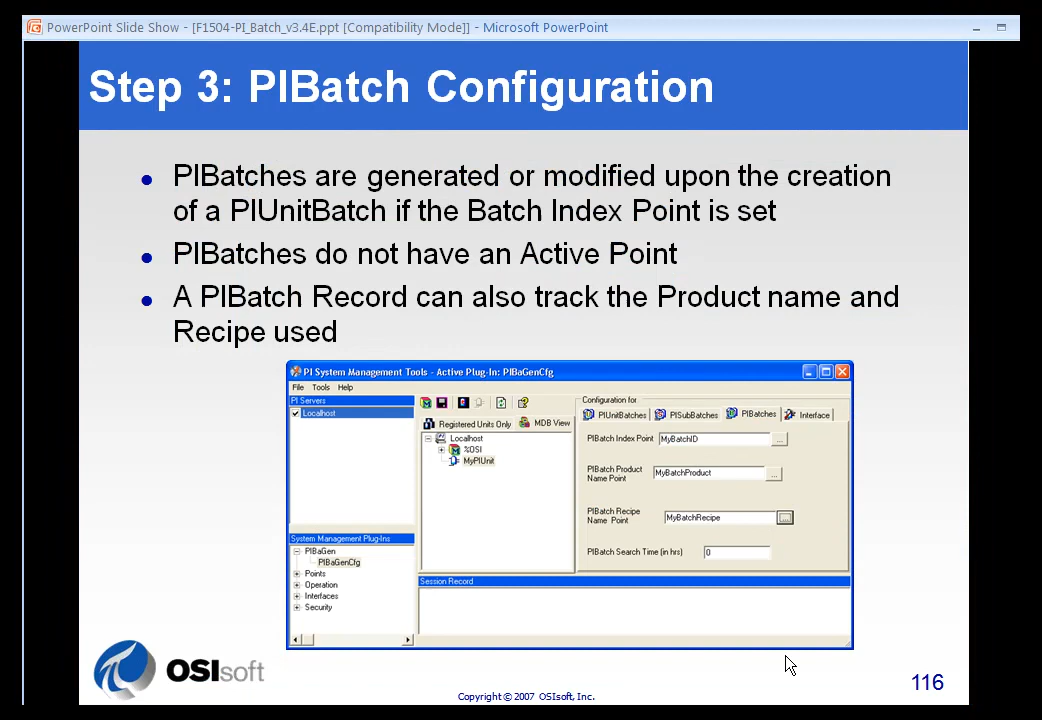 PowerPoint Slide Show - [F1504-PI_Batch_v3.4E.ppt [Compatibility Mode]] - Microsoft PowerPoint
Step 3: PIBatch Configuration
PIBatches are generated or modified upon the creation
of a PIUnitBatch if the Batch Index Point is set
PIBatches do not have an Active Point
A PIBatch Record can also track the Product name and
Recipe used
PI System Management Tools - Active Plug-In: PIBaGenCfg
File Tools Help
PI Servers
Localhost
System Management Plug-Ins
PIBaGen
PIBaGenCfg
Points
Operation
Interfaces
Security
Registered Units Only MDB View
Localhost
%OSI
MyPIUnit
Configuration for
PIUnitBatches PISubBatches PIBatches Interface
PIBatch Index Point MyBatchID ...
PIBatch Product
Name Point MyBatchProduct ...
PIBatch Recipe
Name Point MyBatchRecipe ...
PIBatch Search Time (in hrs) 0
Session Record
OSIsoft
Copyright © 2007 OSIsoft, Inc.
116